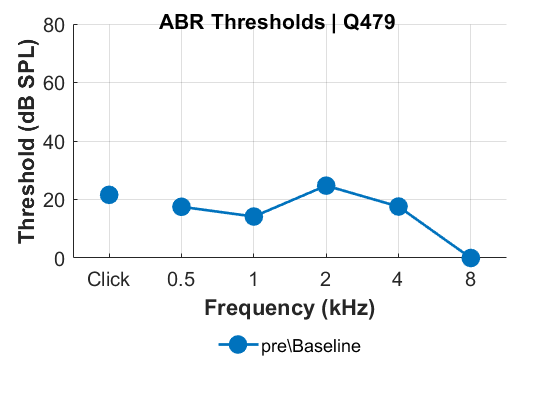 ABR Thresholds | Q479
Threshold (dB SPL)
80
60
40
20
0
Click 0.5 1 2 4 8
Frequency (kHz)
pre\Baseline